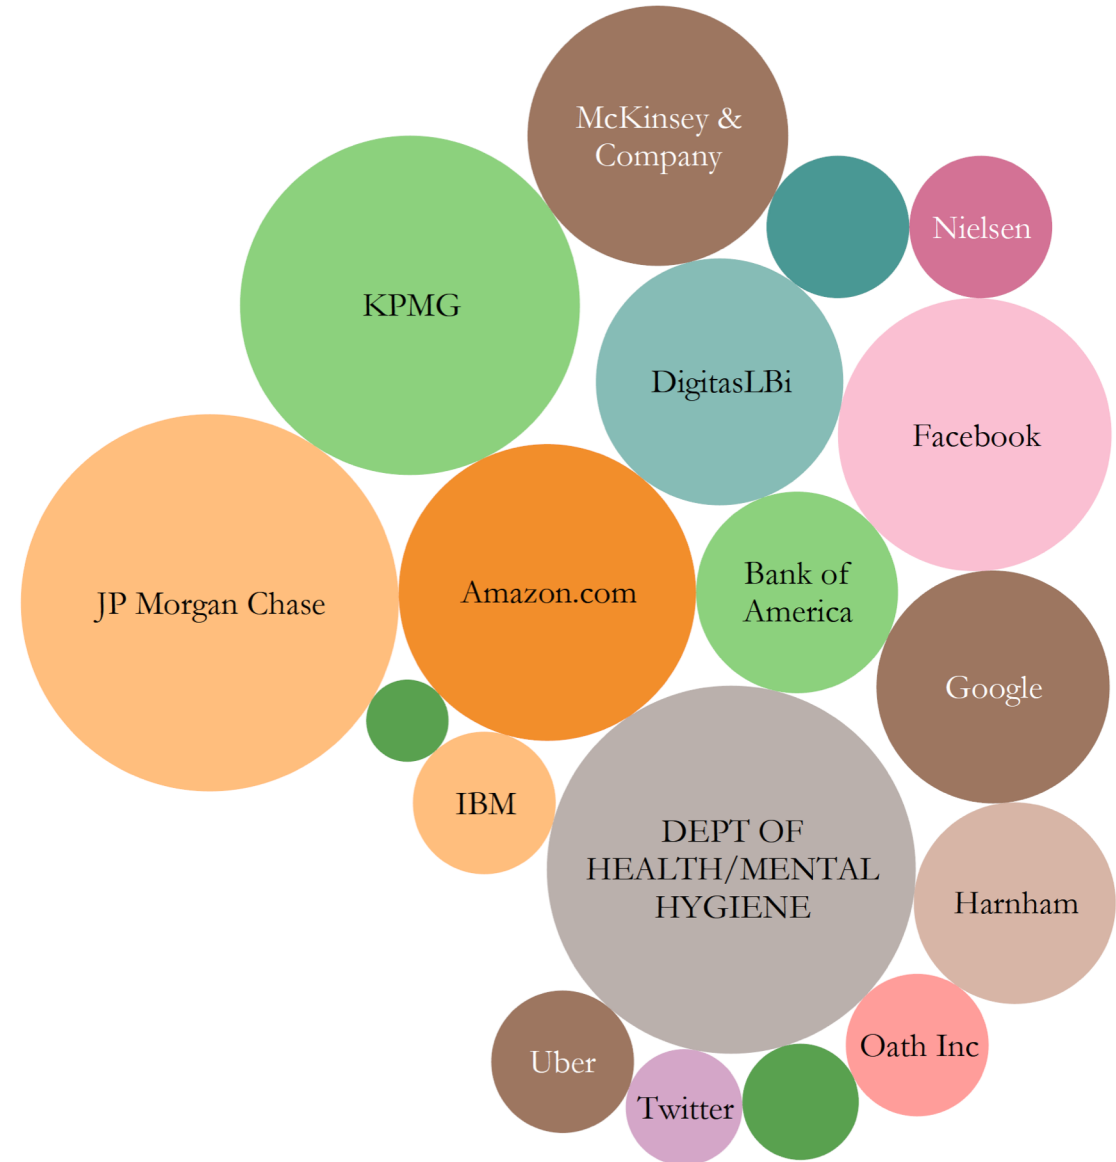 McKinsey &
Company
Nielsen
KPMG
DigitasLBi
Facebook
Bank of
America
Amazon.com
JP Morgan Chase
Google
IBM
DEPT OF
HEALTH/MENTAL
HYGIENE
Harnham
Oath Inc
Uber
Twitter